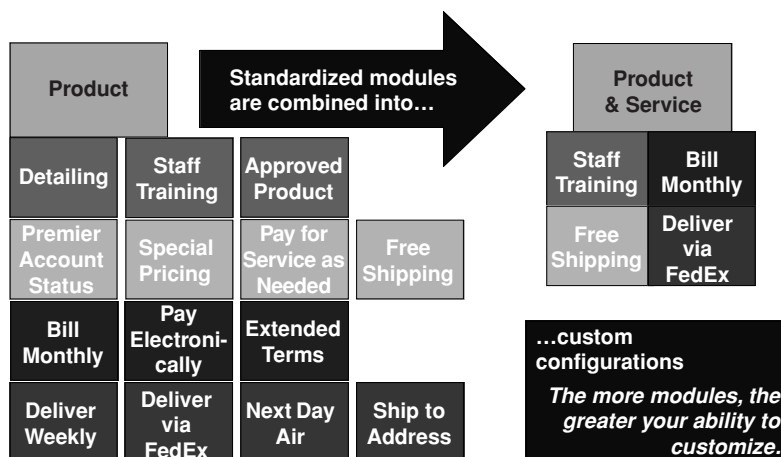 Product
Standardized modules
are combined into…
Product
& Service
Detailing
Staff
Training
Approved
Product
Premier
Account
Status
Special
Pricing
Pay for
Service as
Needed
Free
Shipping
Bill
Monthly
Pay
Electroni-
cally
Extended
Terms
Deliver
Weekly
Deliver
via
FedEx
Next Day
Air
Ship to
Address
Staff
Training
Bill
Monthly
Free
Shipping
Deliver
via
FedEx
…custom
configurations
The more modules, the
greater your ability to
customize.